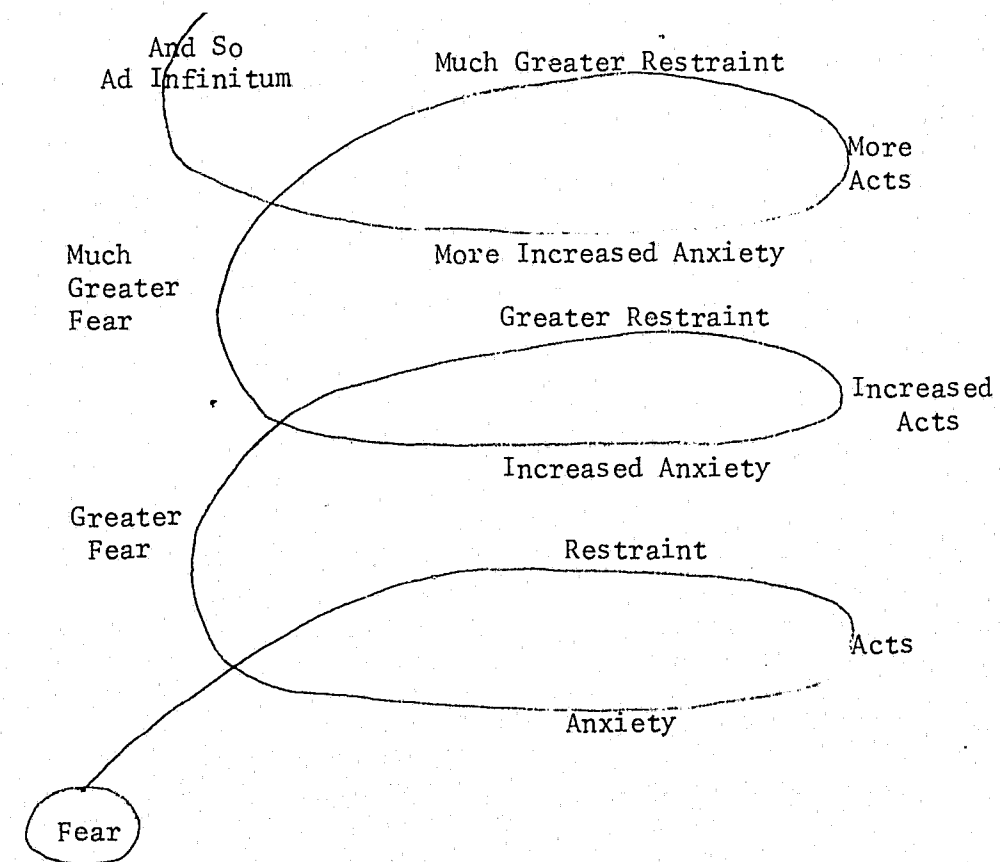 And So
Ad Infinitum
Much Greater Restraint
More
Acts
More Increased Anxiety
Much
Greater
Fear
Greater Restraint
Increased
Acts
Increased Anxiety
Greater
Fear
Restraint
Acts
Anxiety
Fear